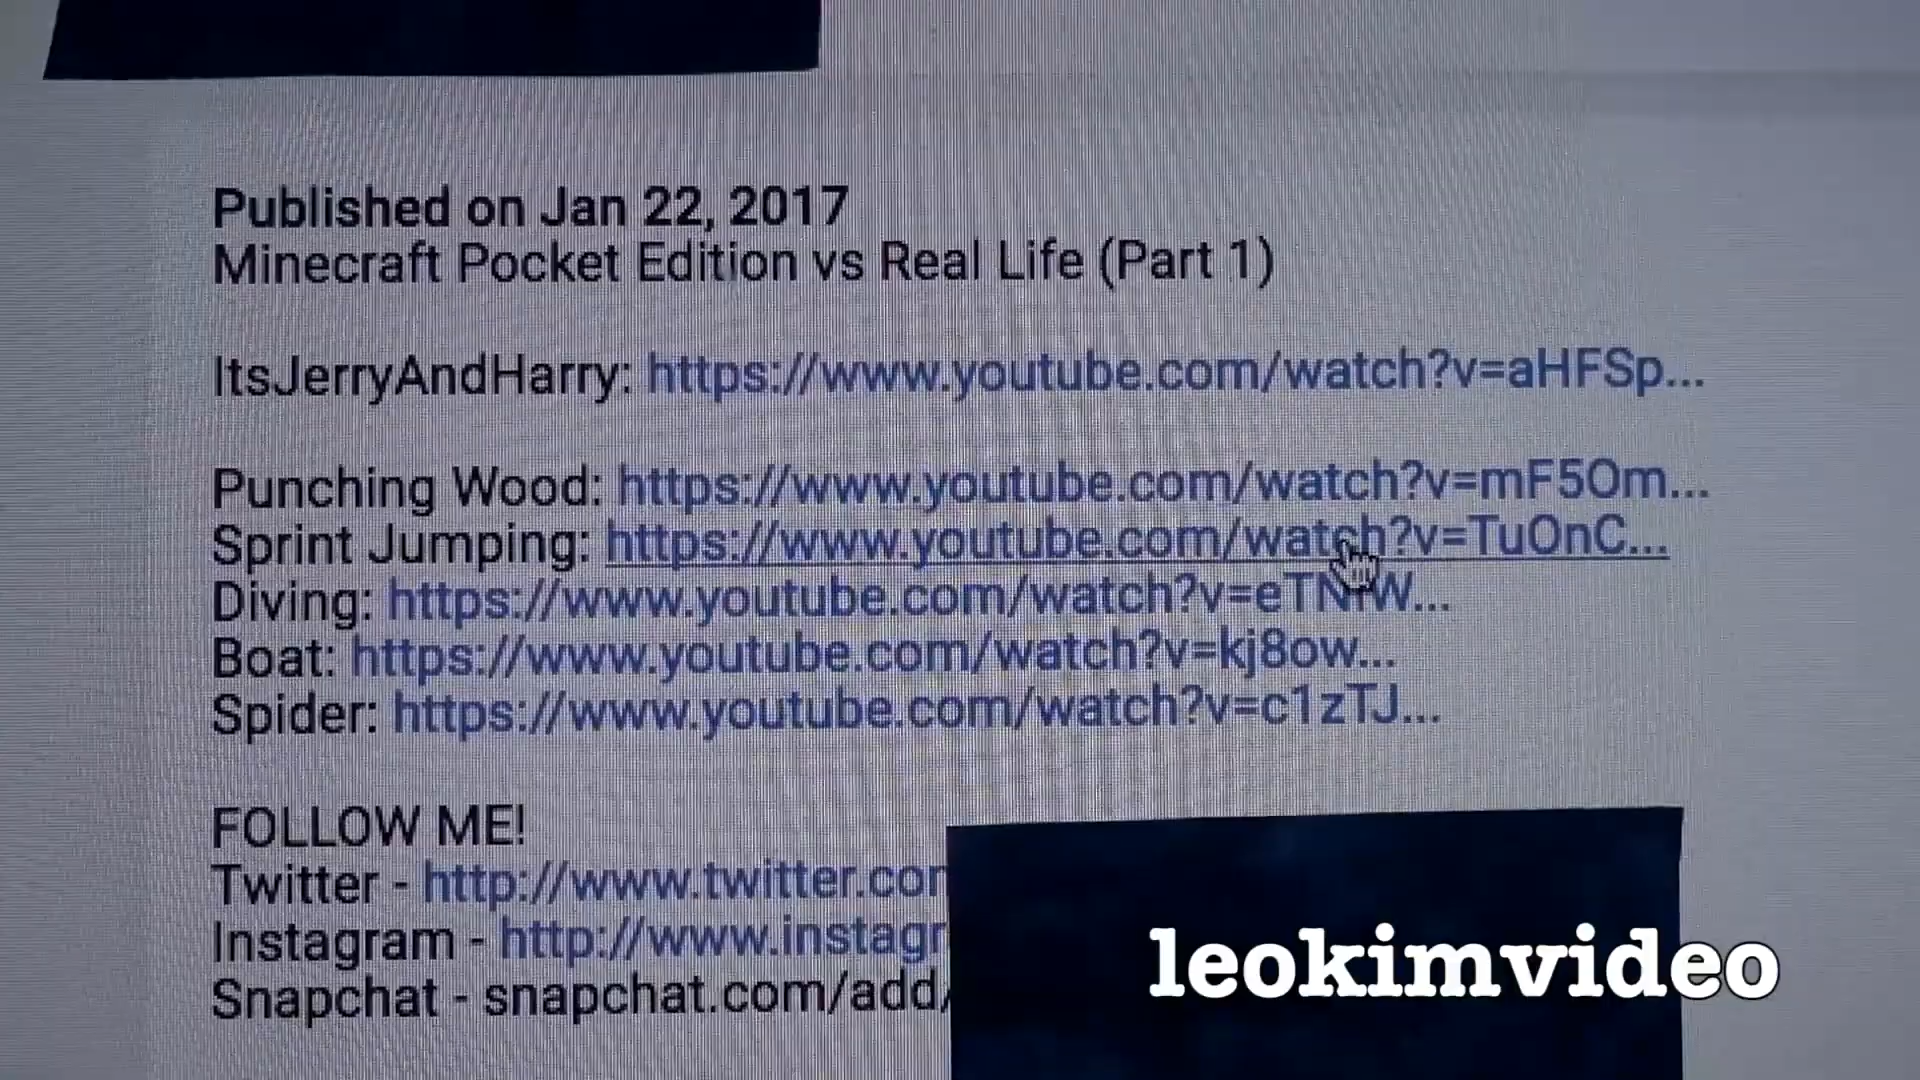 Published on Jan 22, 2017
Minecraft Pocket Edition vs Real Life (Part 1)
ItsJerryAndHarry: https://www.youtube.com/watch?v=aHFSp...
Punching Wood: https://www.youtube.com/watch?v=mF5Om...
Sprint Jumping: https://www.youtube.com/watch?v=TuOnC...
Diving: https://www.youtube.com/watch?v=
Boat: https://www.youtube.com/watch?v=kj8ow...
Spider: https://www.youtube.com/watch?v=c1zTJ...
FOLLOW ME!
Twitter - http://www.twitter.com
Instagram - http://www.instagr
Snapchat - snapchat.com/add/
leokimvideo